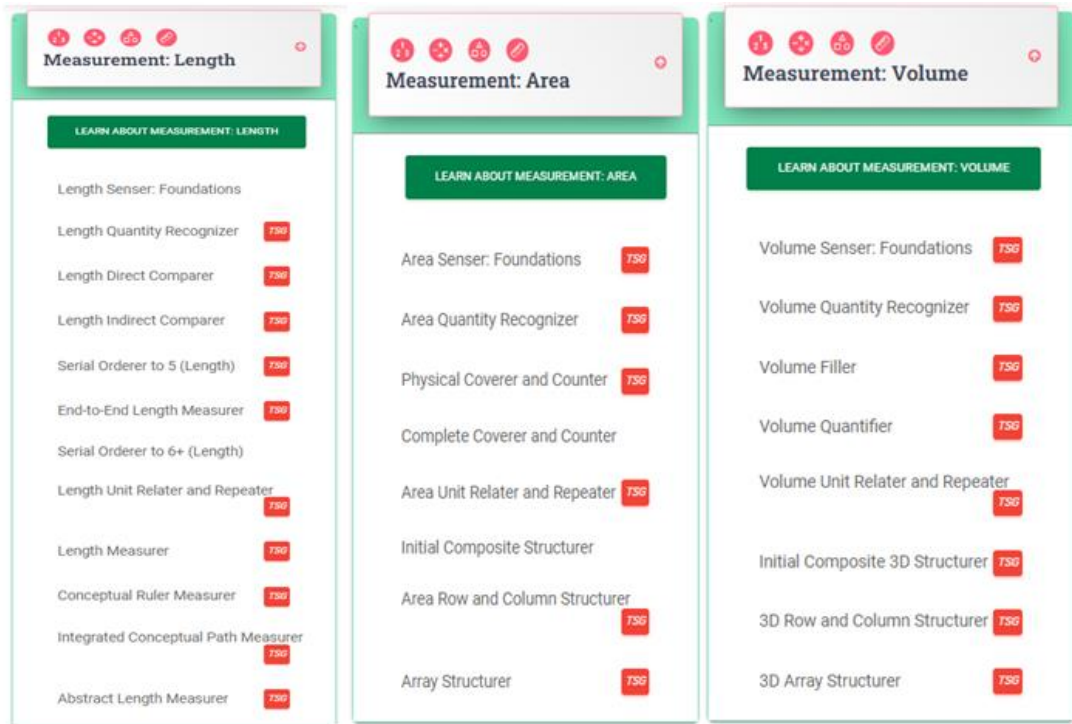 Measurement: Length
LEARN ABOUT MEASUREMENT: LENGTH
Length Senser: Foundations
Length Quantity Recognizer TSG
Length Direct Comparer TSG
Length Indirect Comparer TSG
Serial Orderer to 5 (Length) TSG
End-to-End Length Measurer TSG
Serial Orderer to 6+ (Length)
Length Unit Relater and Repeater
TSG
Length Measurer TSG
Conceptual Ruler Measurer TSG
Integrated Conceptual Path Measurer
TSG
Abstract Length Measurer TSG
Measurement: Area
LEARN ABOUT MEASUREMENT: AREA
Area Senser: Foundations TSG
Area Quantity Recognizer TSG
Physical Coverer and Counter TSG
Complete Coverer and Counter
Area Unit Relater and Repeater TSG
Initial Composite Structurer
Area Row and Column Structurer
TSG
Array Structurer TSG
Measurement: Volume
LEARN ABOUT MEASUREMENT: VOLUME
Volume Senser: Foundations TSG
Volume Quantity Recognizer TSG
Volume Filler TSG
Volume Quantifier TSG
Volume Unit Relater and Repeater
TSG
Initial Composite 3D Structurer TSG
3D Row and Column Structurer TSG
3D Array Structurer TSG